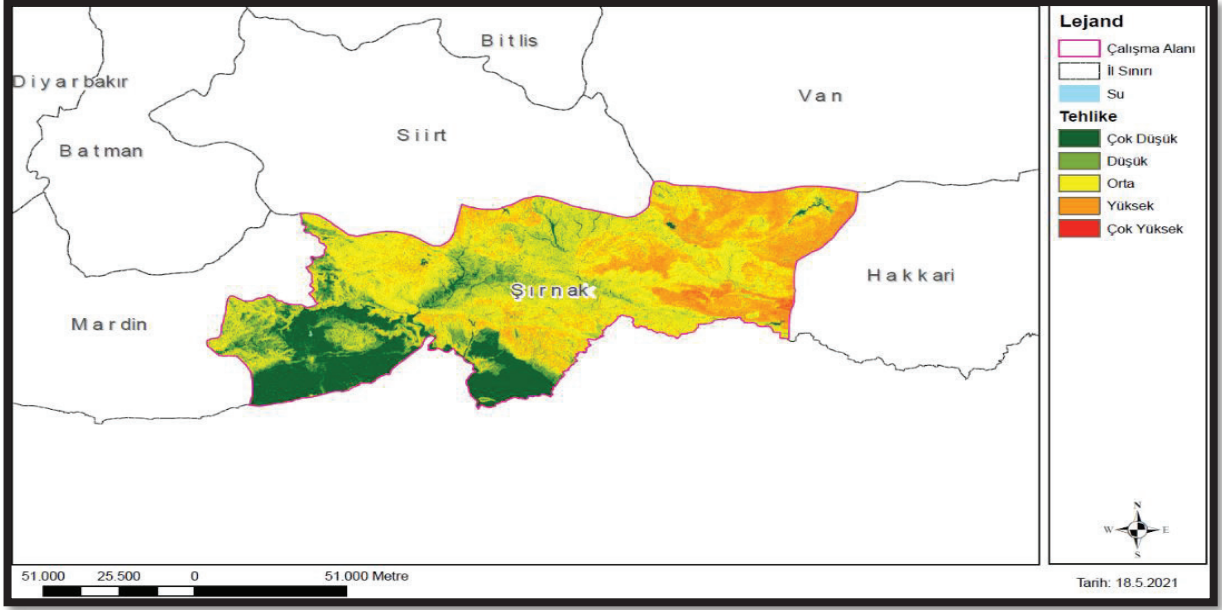 Bitlis
Diyarbakır
Van
Siirt
Batman
Hakkari
Şırnak
Mardin
Lejand
Çalışma Alanı
İl Sınırı
Su
Tehlike
Çok Düşük
Düşük
Orta
Yüksek
Çok Yüksek
N
W E
S
51.000 25.500 0 51.000 Metre
Tarih: 18.5.2021